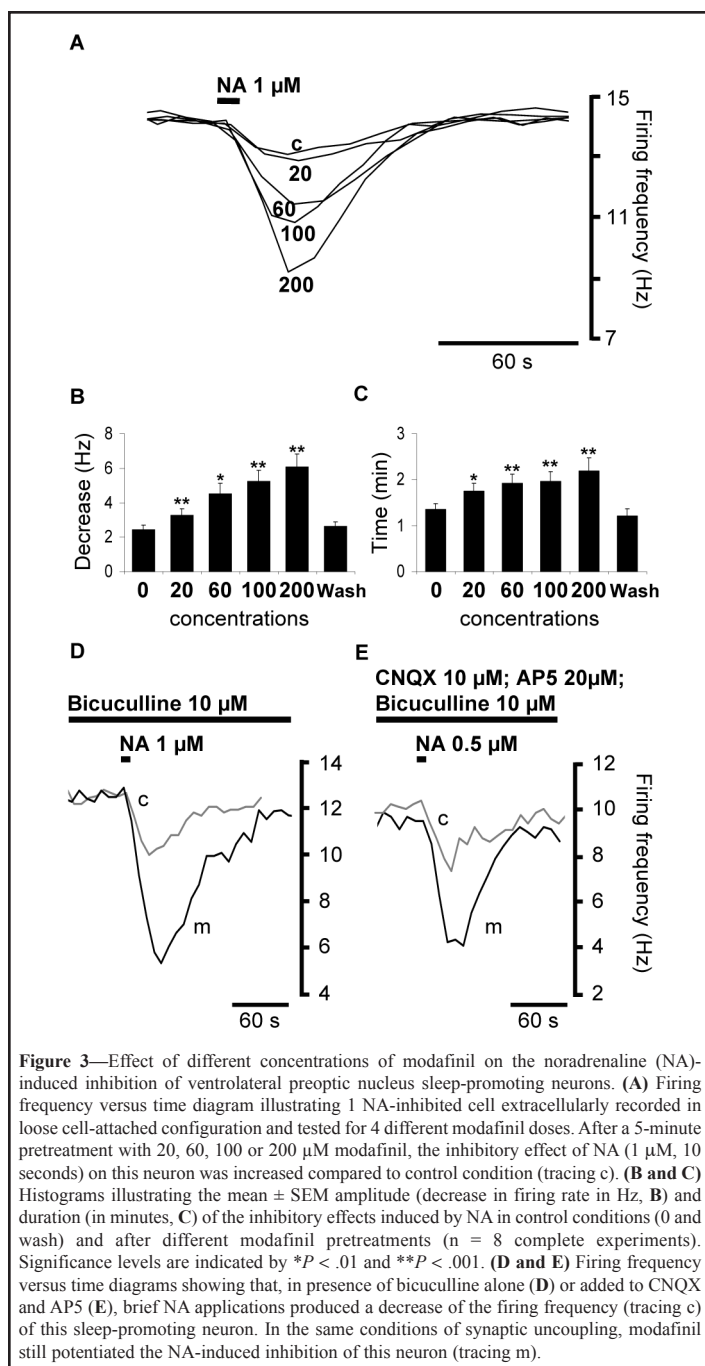 A
NA 1 µM
c
20
60
100
200
15
11
7
Firing frequency (Hz)
60 s
B
Decrease (Hz)
8
6
4
2
0
** * ** **
0 20 60 100 200 Wash
concentrations
C
Time (min)
3
2
1
0
* ** ** **
0 20 60 100 200 Wash
concentrations
D
Bicuculline 10 µM
NA 1 µM
c
m
14
12
10
8
6
4
60 s
E
CNQX 10 µM; AP5 20µM;
Bicuculline 10 µM
NA 0.5 µM
c
m
12
10
8
6
4
2
Firing frequency (Hz)
60 s
Figure 3—Effect of different concentrations of modafinil on the noradrenaline (NA)-
induced inhibition of ventrolateral preoptic nucleus sleep-promoting neurons. (A) Firing
frequency versus time diagram illustrating 1 NA-inhibited cell extracellularly recorded in
loose cell-attached configuration and tested for 4 different modafinil doses. After a 5-minute
pretreatment with 20, 60, 100 or 200 µM modafinil, the inhibitory effect of NA (1 µM, 10
seconds) on this neuron was increased compared to control condition (tracing c). (B and C)
Histograms illustrating the mean ± SEM amplitude (decrease in firing rate in Hz, B) and
duration (in minutes, C) of the inhibitory effects induced by NA in control conditions (0 and
wash) and after different modafinil pretreatments (n = 8 complete experiments).
Significance levels are indicated by *P < .01 and **P < .001. (D and E) Firing frequency
versus time diagrams showing that, in presence of bicuculline alone (D) or added to CNQX
and AP5 (E), brief NA applications produced a decrease of the firing frequency (tracing c)
of this sleep-promoting neuron. In the same conditions of synaptic uncoupling, modafinil
still potentiated the NA-induced inhibition of this neuron (tracing m).